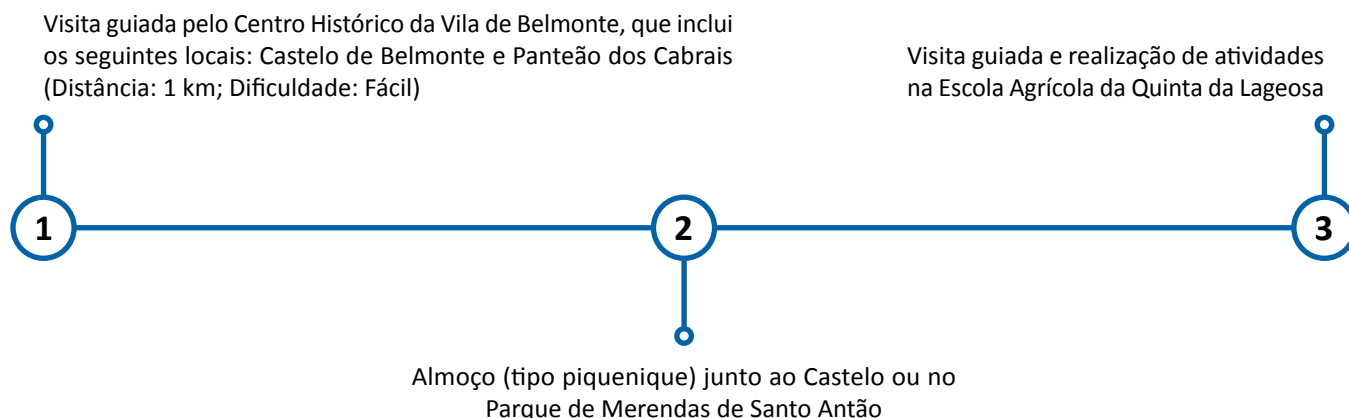 Visita guiada pelo Centro Histórico da Vila de Belmonte, que inclui
os seguintes locais: Castelo de Belmonte e Panteão dos Cabrais
(Distância: 1 km; Dificuldade: Fácil)
Visita guiada e realização de atividades
na Escola Agrícola da Quinta da Lageosa
1
2
3
Almoço (tipo piquenique) junto ao Castelo ou no
Parque de Merendas de Santo Antão